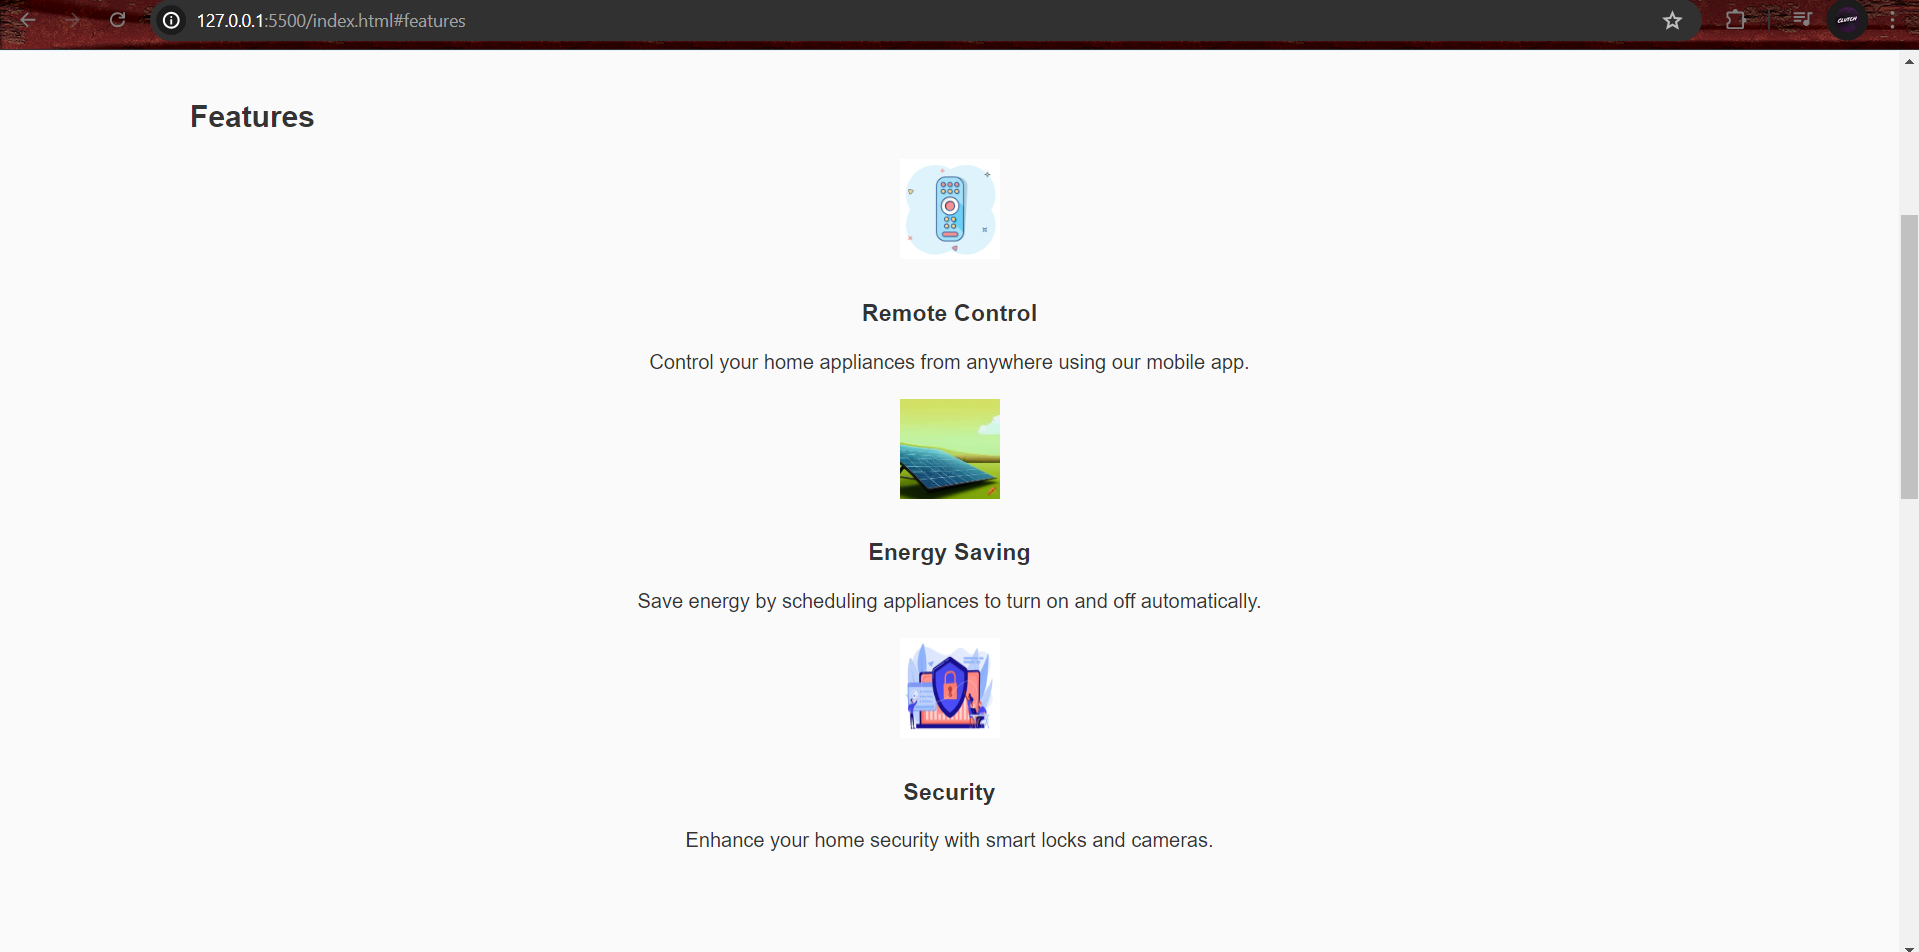 127.0.0.1:5500/index.html#features
CLUTCH
Features
Remote Control
Control your home appliances from anywhere using our mobile app.
Energy Saving
Save energy by scheduling appliances to turn on and off automatically.
Security
Enhance your home security with smart locks and cameras.